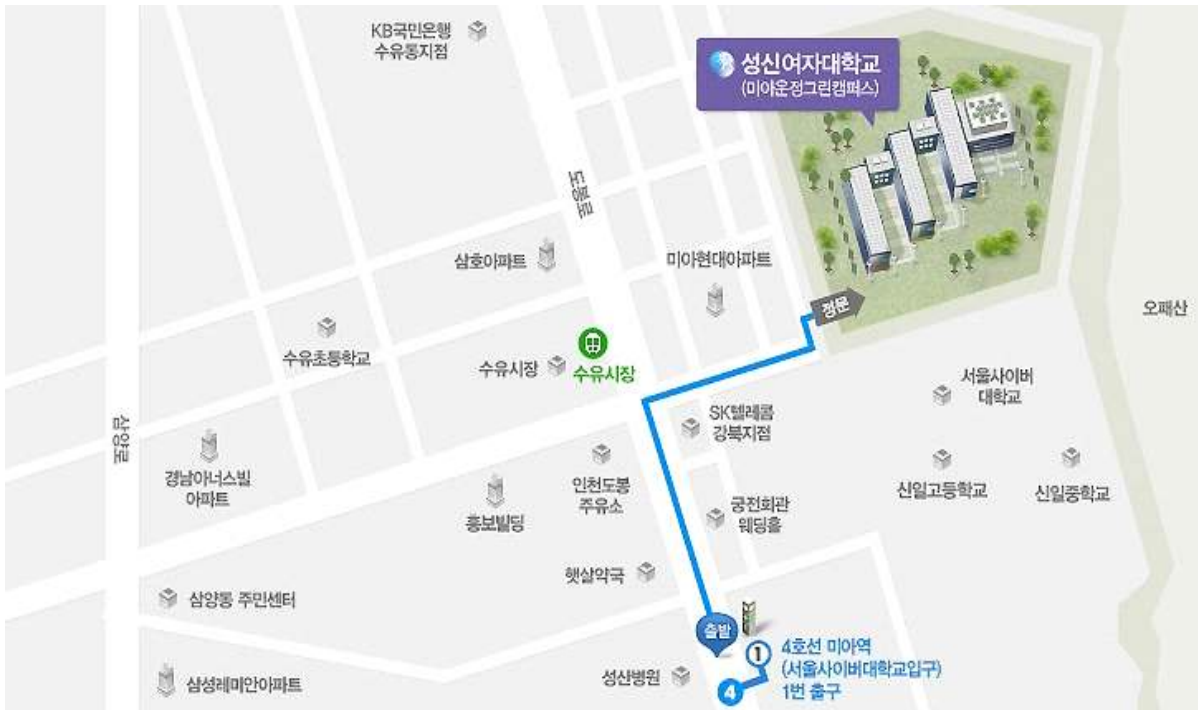 KB국민은행
수유동지점
성신여자대학교
(미아운정그린캠퍼스)
도봉로
삼호아파트
미아현대아파트
정문
오패산
수유초등학교
수유시장
수유시장
서울사이버
대학교
SK텔레콤
강북지점
삼양로
경남아너스빌
아파트
홍보빌딩
인천도봉
주유소
신일고등학교
신일중학교
궁전회관
웨딩홀
햇살약국
삼양동 주민센터
출발
1
4호선 미아역
(서울사이버대학교입구)
1번 출구
성산병원
4
삼성레미안아파트